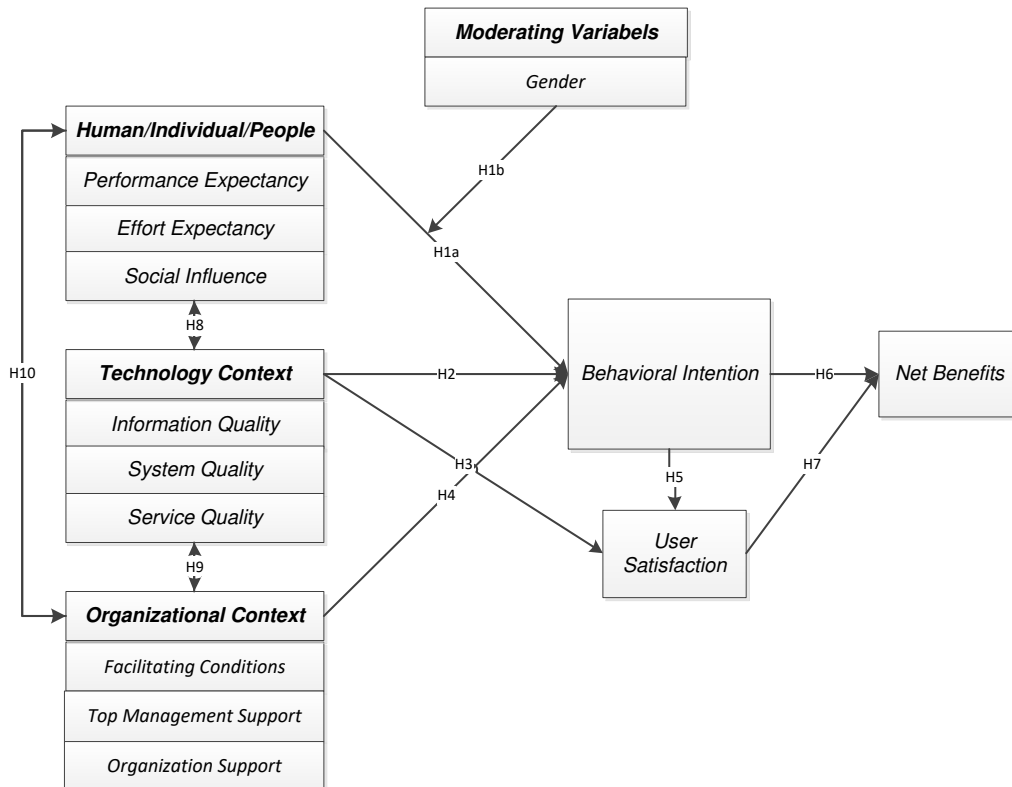 Moderating Variabels
Gender
Human/Individual/People
Performance Expectancy
Effort Expectancy
Social Influence
H1b
H1a
H8
H10
Technology Context
Information Quality
System Quality
Service Quality
H2
H3
H4
Behavioral Intention
H6
Net Benefits
H5
H7
User
Satisfaction
H9
Organizational Context
Facilitating Conditions
Top Management Support
Organization Support